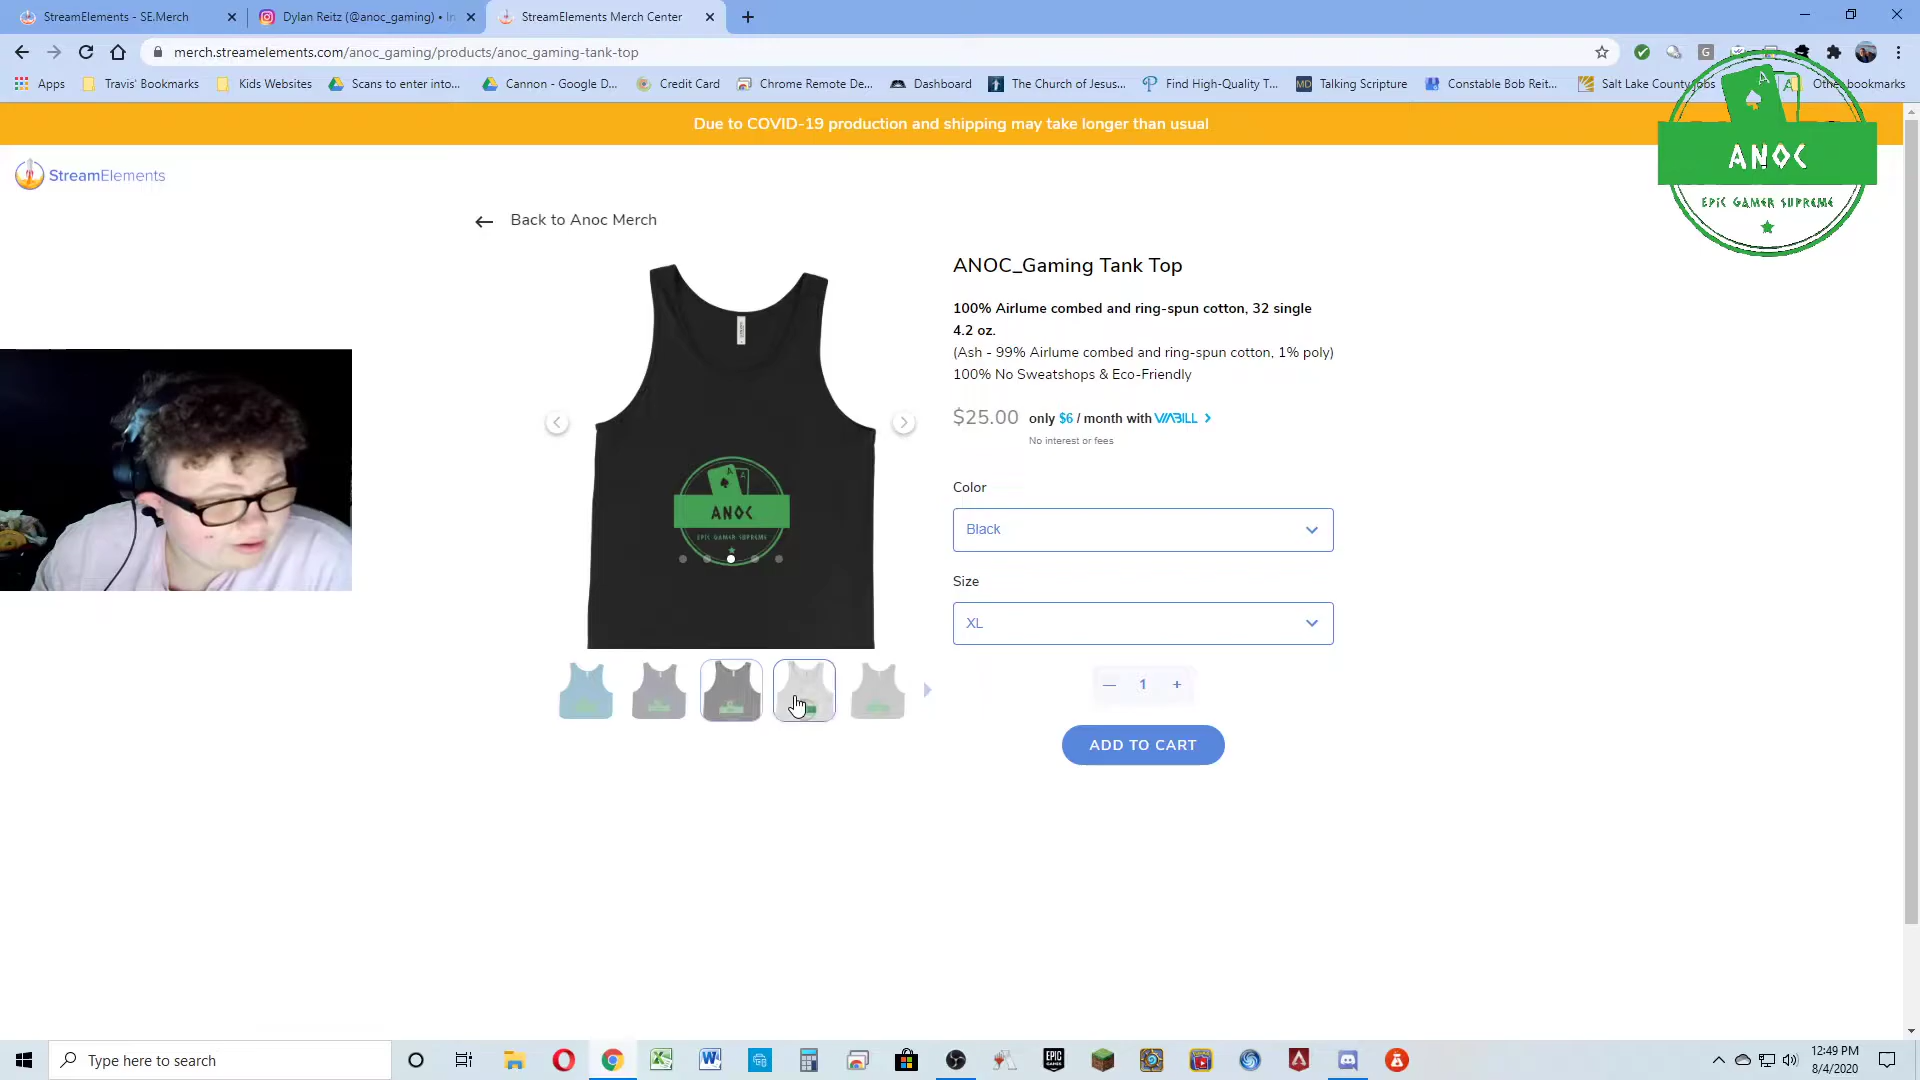 StreamElements - SE.Merch
Dylan Reitz (@anoc_gaming) • In
StreamElements Merch Center
merch.streamelements.com/anoc_gaming/products/anoc_gaming-tank-top
Apps
Travis' Bookmarks
Kids Websites
Scans to enter into...
Cannon - Google D...
Credit Card
Chrome Remote De...
Dashboard
The Church of Jesus...
Find High-Quality T...
MD Talking Scripture
Constable Bob Reit...
Salt Lake County Jobs
Other bookmarks
Due to COVID-19 production and shipping may take longer than usual
StreamElements
ANOC
EPIC GAMER SUPREME
Back to Anoc Merch
ANOC_Gaming Tank Top
100% Airlume combed and ring-spun cotton, 32 single
4.2 oz.
(Ash - 99% Airlume combed and ring-spun cotton, 1% poly)
100% No Sweatshops & Eco-Friendly
$25.00 only $6 / month with VIABILL
No interest or fees
Color
Black
ANOC
EPIC GAMER SUPREME
Size
XL
— 1 +
ADD TO CART
Type here to search
EPIC GAMES
12:49 PM
8/4/2020